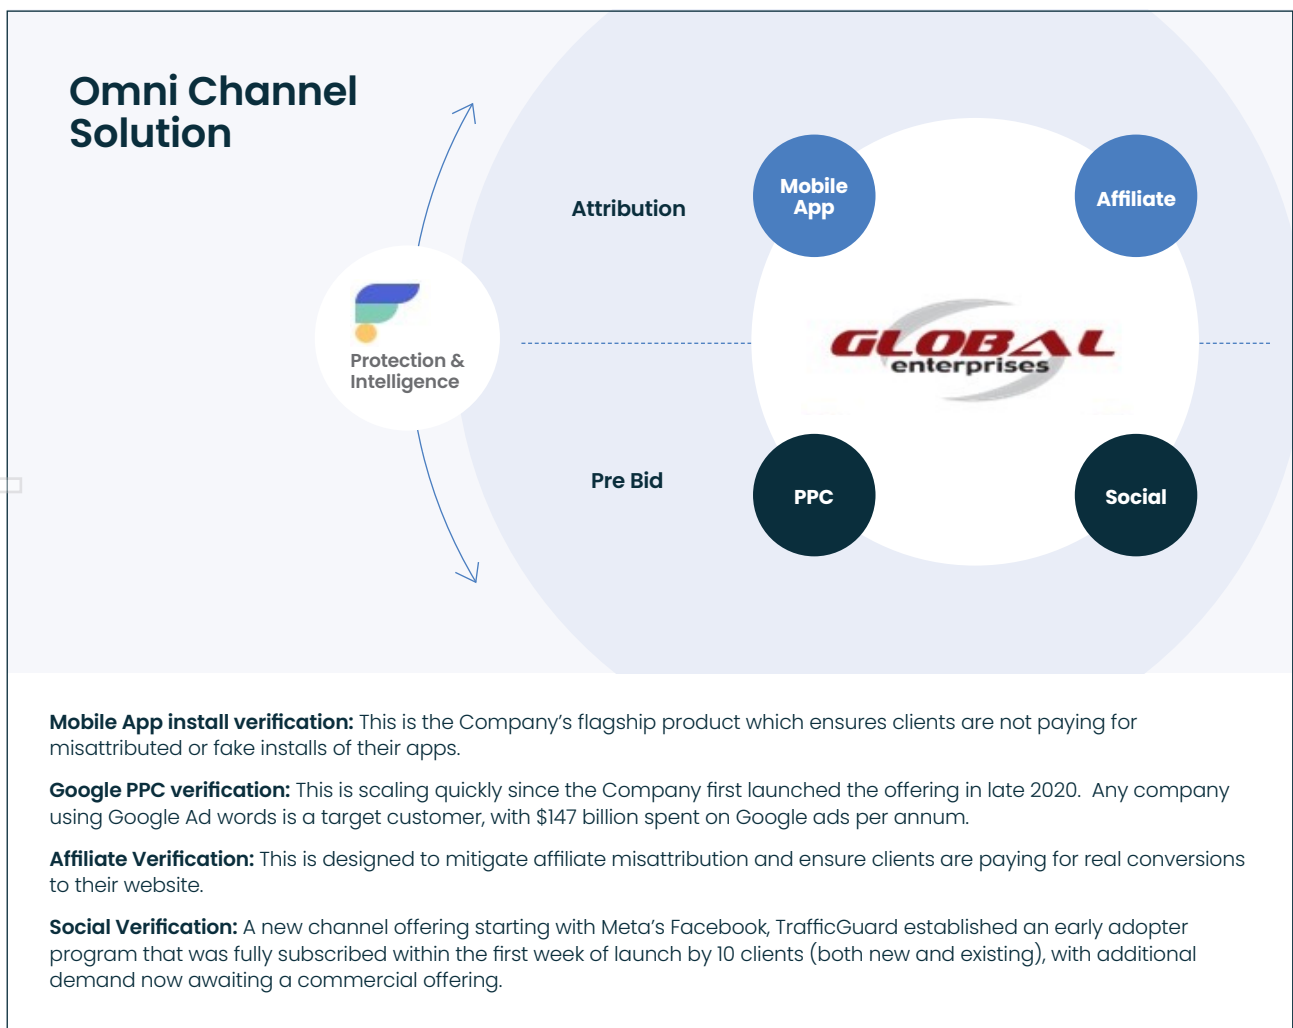 Omni Channel
Solution
Attribution
Mobile
App
Affiliate
Protection &
Intelligence
GLOBAL
enterprises
Pre Bid
PPC
Social
Mobile App install verification: This is the Company’s flagship product which ensures clients are not paying for
misattributed or fake installs of their apps.
Google PPC verification: This is scaling quickly since the Company first launched the offering in late 2020.  Any company
using Google Ad words is a target customer, with $147 billion spent on Google ads per annum.
Affiliate Verification: This is designed to mitigate affiliate misattribution and ensure clients are paying for real conversions
to their website.
Social Verification: A new channel offering starting with Meta’s Facebook, TrafficGuard established an early adopter
program that was fully subscribed within the first week of launch by 10 clients (both new and existing), with additional
demand now awaiting a commercial offering.